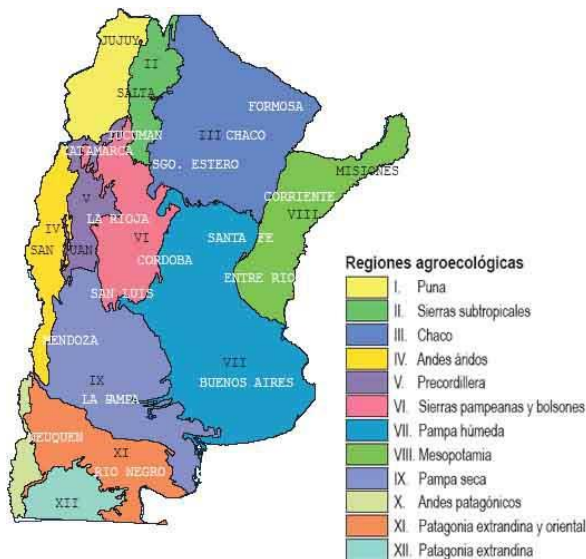 JUJUY
II
SALTA
FORMOSA
TUCUMAN
III CHACO
CATAMARCA
SGO. ESTERO
MISIONES
CORRIENTE
V
LA RIOJA
VIII
IV
SANTA FE
SAN JUAN
VI
CORDOBA
ENTRE RIO
SAN LUIS
MENDOZA
VII
IX
BUENOS AIRES
LA PAMPA
NEUQUEN
XI
RIO NEGRO
XII
Regiones agroecológicas
I. Puna
II. Sierras subtropicales
III. Chaco
IV. Andes áridos
V. Precordillera
VI. Sierras pampeanas y bolsones
VII. Pampa húmeda
VIII. Mesopotamia
IX. Pampa seca
X. Andes patagónicos
XI. Patagonia extrandina y oriental
XII. Patagonia extrandina